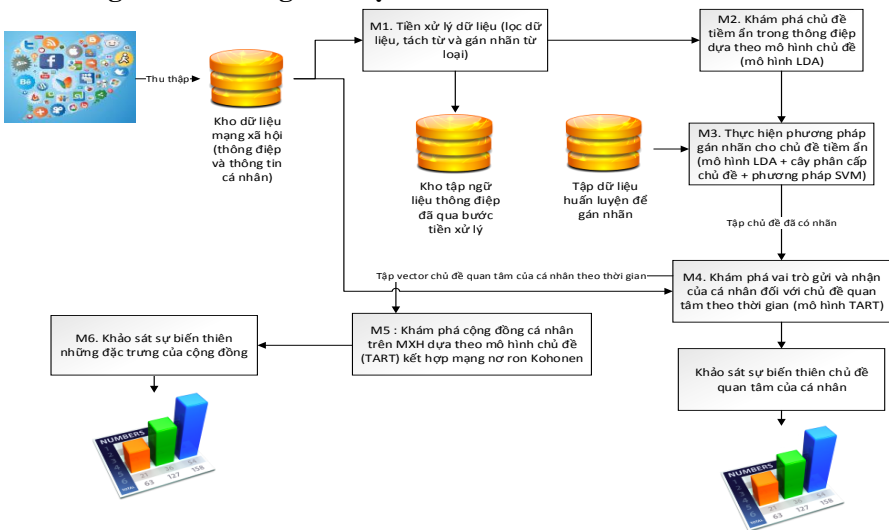 M1. Tiền xử lý dữ liệu (lọc dữ
liệu, tách từ và gán nhãn từ
loại)
M2. Khám phá chủ đề
tiềm ẩn trong thông điệp
dựa theo mô hình chủ đề
(mô hình LDA)
Thu thập
Kho dữ liệu
mạng xã hội
(thông điệp
và thông tin
cá nhân)
Kho tập ngữ
liệu thông điệp
đã qua bước
tiền xử lý
Tập dữ liệu
huấn luyện để
gán nhãn
M3. Thực hiện phương pháp
gán nhãn cho chủ đề tiềm ẩn
(mô hình LDA + cây phân cấp
chủ đề + phương pháp SVM)
Tập chủ đề đã có nhãn
Tập vector chủ đề quan tâm của cá nhân theo thời gian
M4. Khám phá vai trò gửi và nhận
của cá nhân đối với chủ đề quan
tâm theo thời gian (mô hình TART)
M6. Khảo sát sự biến thiên
những đặc trưng của cộng đồng
M5 : Khám phá cộng đồng cá nhân
trên MXH dựa theo mô hình chủ đề
(TART) kết hợp mạng nơ ron Kohonen
Khảo sát sự biến thiên chủ đề
quan tâm của cá nhân
NUMBERS
TOTAL 63 127 158
NUMBERS
TOTAL 63 127 158